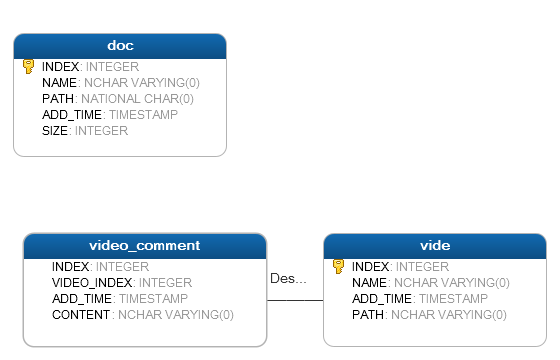 doc
INDEX: INTEGER
NAME: NCHAR VARYING(0)
PATH: NATIONAL CHAR(0)
ADD_TIME: TIMESTAMP
SIZE: INTEGER
video_comment
INDEX: INTEGER
VIDEO_INDEX: INTEGER
ADD_TIME: TIMESTAMP
CONTENT: NCHAR VARYING(0)
Des...
vide
INDEX: INTEGER
NAME: NCHAR VARYING(0)
ADD_TIME: TIMESTAMP
PATH: NCHAR VARYING(0)